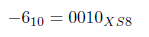 −6₁₀ = 0010_XS8